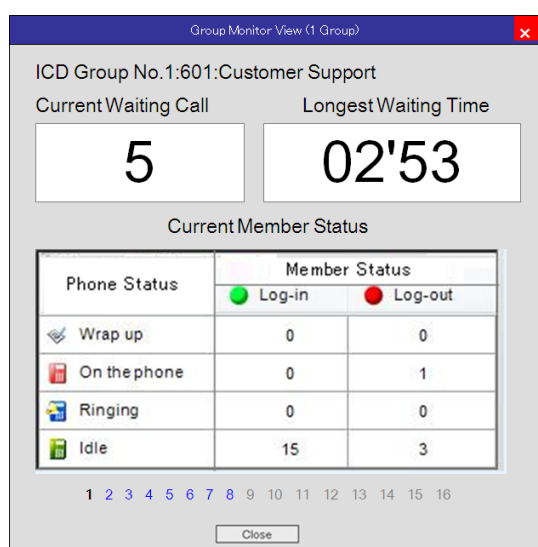 Group Monitor View (1 Group)
ICD Group No.1:601:Customer Support
Current Waiting Call Longest Waiting Time
5 02'53
Current Member Status
Phone Status Member Status
Log-in Log-out
Wrap up 0 0
On the phone 0 1
Ringing 0 0
Idle 15 3
1 2 3 4 5 6 7 8 9 10 11 12 13 14 15 16
Close